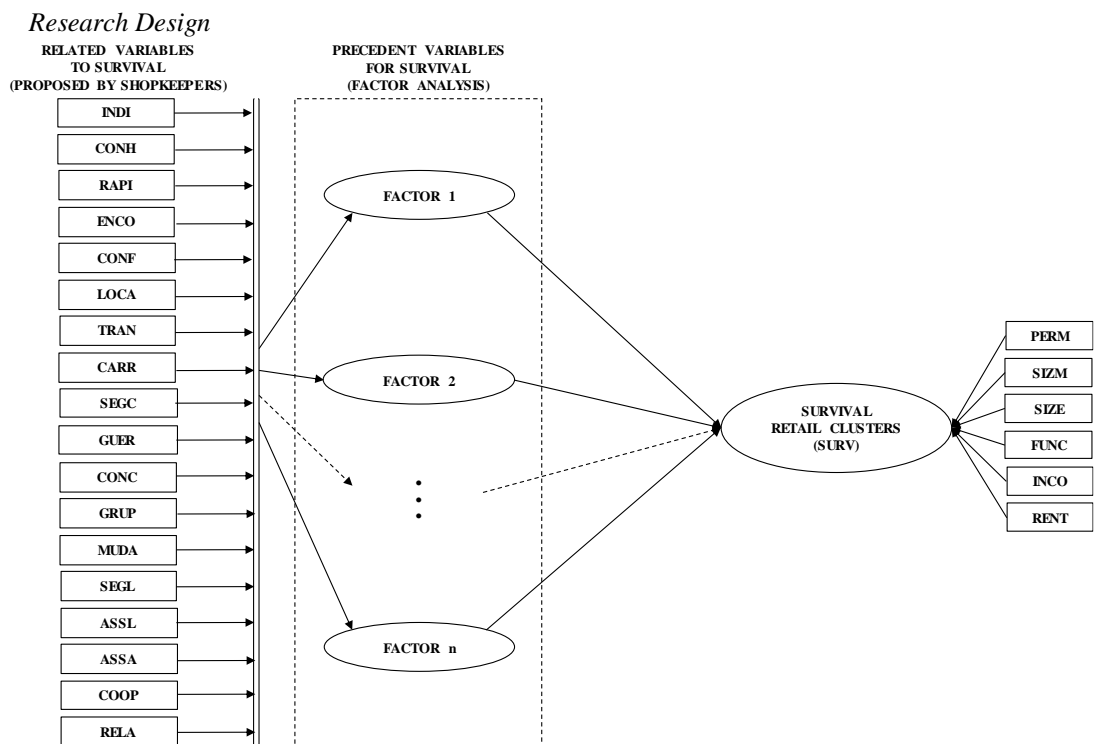 Research Design
RELATED VARIABLES
TO SURVIVAL
(PROPOSED BY SHOPKEEPERS)
PRECEDENT VARIABLES
FOR SURVIVAL
(FACTOR ANALYSIS)
INDI
CONH
RAPI
ENCO
CONF
LOCA
TRAN
CARR
SEGC
GUER
CONC
GRUP
MUDA
SEGL
ASSL
ASSA
COOP
RELA
FACTOR 1
FACTOR 2
FACTOR n
SURVIVAL
RETAIL CLUSTERS
(SURV)
PERM
SIZM
SIZE
FUNC
INCO
RENT